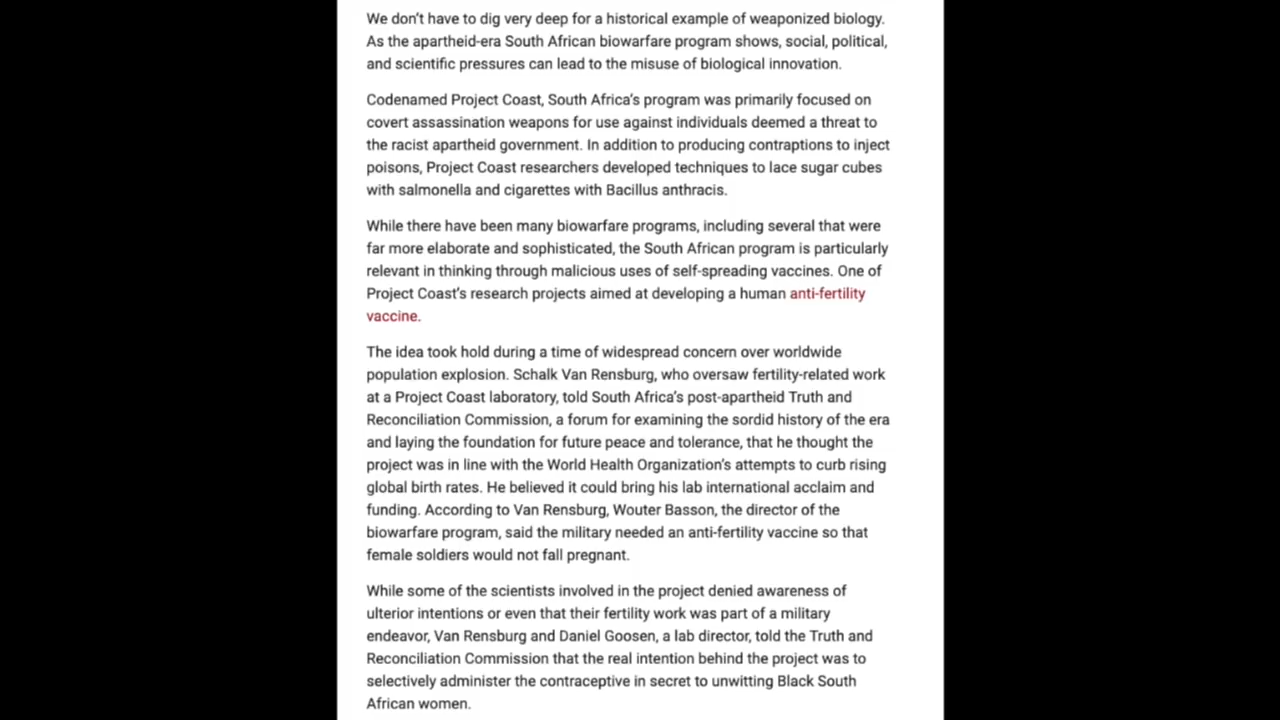 We don’t have to dig very deep for a historical example of weaponized biology.
As the apartheid-era South African biowarfare program shows, social, political,
and scientific pressures can lead to the misuse of biological innovation.
Codenamed Project Coast, South Africa’s program was primarily focused on
covert assassination weapons for use against individuals deemed a threat to
the racist apartheid government. In addition to producing contraptions to inject
poisons, Project Coast researchers developed techniques to lace sugar cubes
with salmonella and cigarettes with Bacillus anthracis.
While there have been many biowarfare programs, including several that were
far more elaborate and sophisticated, the South African program is particularly
relevant in thinking through malicious uses of self-spreading vaccines. One of
Project Coast’s research projects aimed at developing a human anti-fertility
vaccine.
The idea took hold during a time of widespread concern over worldwide
population explosion. Schalk Van Rensburg, who oversaw fertility-related work
at a Project Coast laboratory, told South Africa’s post-apartheid Truth and
Reconciliation Commission, a forum for examining the sordid history of the era
and laying the foundation for future peace and tolerance, that he thought the
project was in line with the World Health Organization’s attempts to curb rising
global birth rates. He believed it could bring his lab international acclaim and
funding. According to Van Rensburg, Wouter Basson, the director of the
biowarfare program, said the military needed an anti-fertility vaccine so that
female soldiers would not fall pregnant.
While some of the scientists involved in the project denied awareness of
ulterior intentions or even that their fertility work was part of a military
endeavor, Van Rensburg and Daniel Goosen, a lab director, told the Truth and
Reconciliation Commission that the real intention behind the project was to
selectively administer the contraceptive in secret to unwitting Black South
African women.